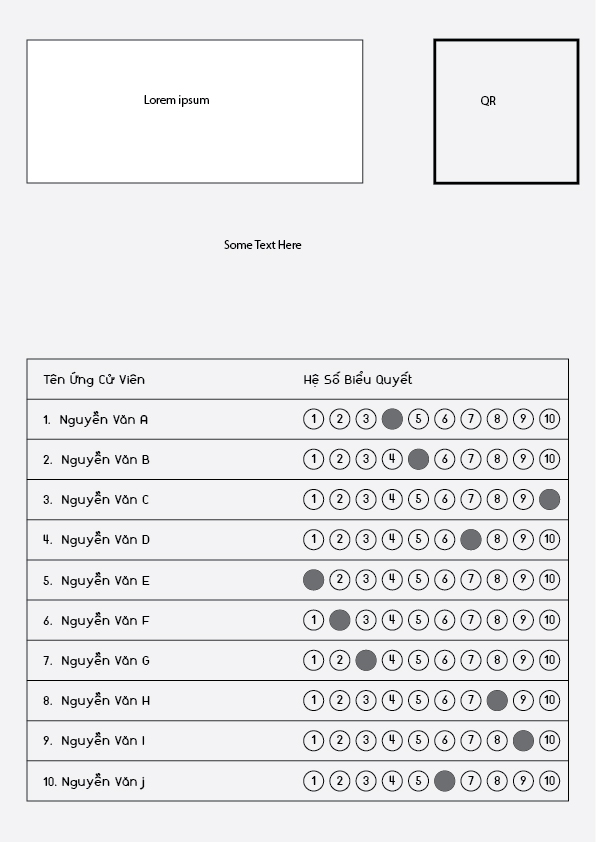 Lorem ipsum
QR
Some Text Here
Tên Ứng Cử Viên Hệ Số Biểu Quyết
1. Nguyễn Văn A 1 2 3 5 6 7 8 9 10
2. Nguyễn Văn B 1 2 3 4 6 7 8 9 10
3. Nguyễn Văn C 1 2 3 4 5 6 7 8 9
4. Nguyễn Văn D 1 2 3 4 5 6 8 9 10
5. Nguyễn Văn E 2 3 4 5 6 7 8 9 10
6. Nguyễn Văn F 1 3 4 5 6 7 8 9 10
7. Nguyễn Văn G 1 2 4 5 6 7 8 9 10
8. Nguyễn Văn H 1 2 3 4 5 6 7 9 10
9. Nguyễn Văn I 1 2 3 4 5 6 7 8 10
10. Nguyễn Văn j 1 2 3 4 5 7 8 9 10